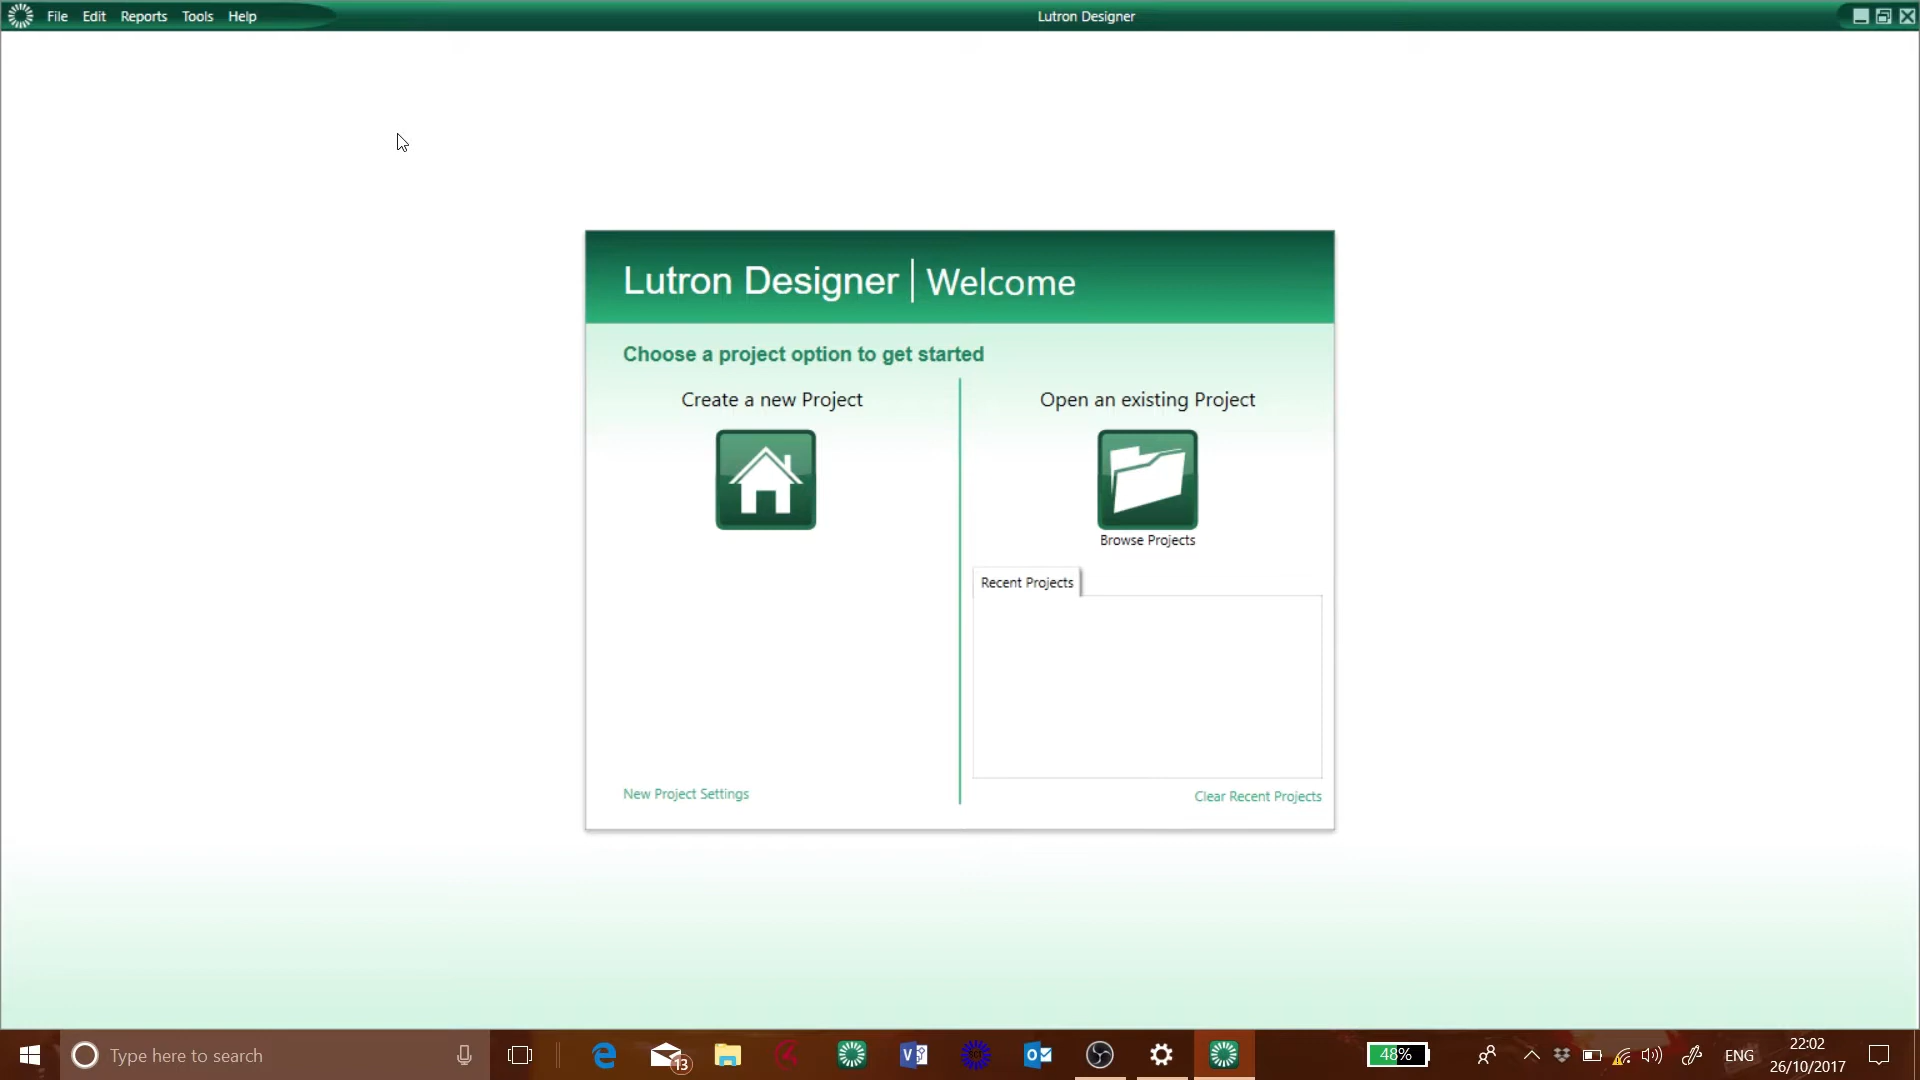 File Edit Reports Tools Help
Lutron Designer
Lutron Designer | Welcome
Choose a project option to get started
Create a new Project
Open an existing Project
Browse Projects
Recent Projects
New Project Settings
Clear Recent Projects
Type here to search
13
48%
ENG
22:02
26/10/2017